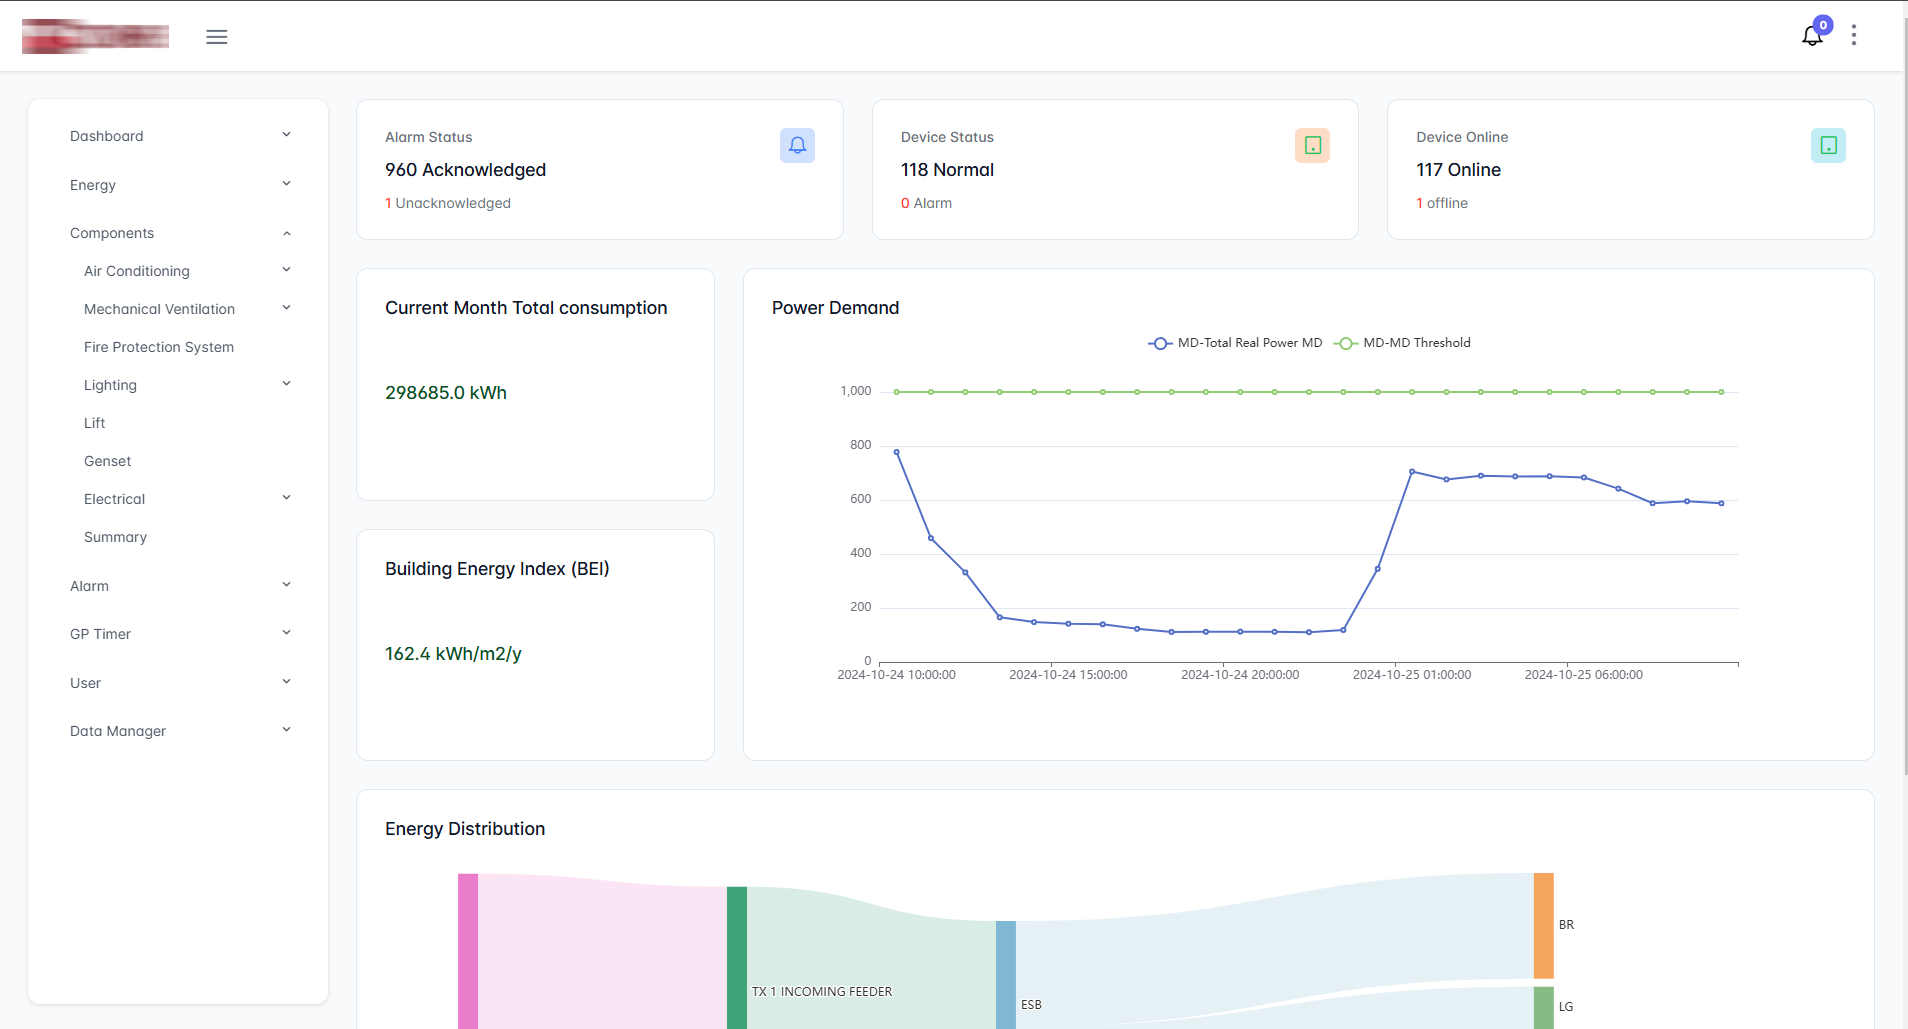 0
Dashboard
Energy
Components
Air Conditioning
Mechanical Ventilation
Fire Protection System
Lighting
Lift
Genset
Electrical
Summary
Alarm
GP Timer
User
Data Manager
Alarm Status
960 Acknowledged
1 Unacknowledged
Device Status
118 Normal
0 Alarm
Device Online
117 Online
1 offline
Current Month Total consumption
298685.0 kWh
Building Energy Index (BEI)
162.4 kWh/m2/y
Power Demand
MD-Total Real Power MD MD-MD Threshold
1,000
800
600
400
200
0
2024-10-24 10:00:00 2024-10-24 15:00:00 2024-10-24 20:00:00 2024-10-25 01:00:00 2024-10-25 06:00:00
Energy Distribution
TX 1 INCOMING FEEDER
ESB
BR
LG